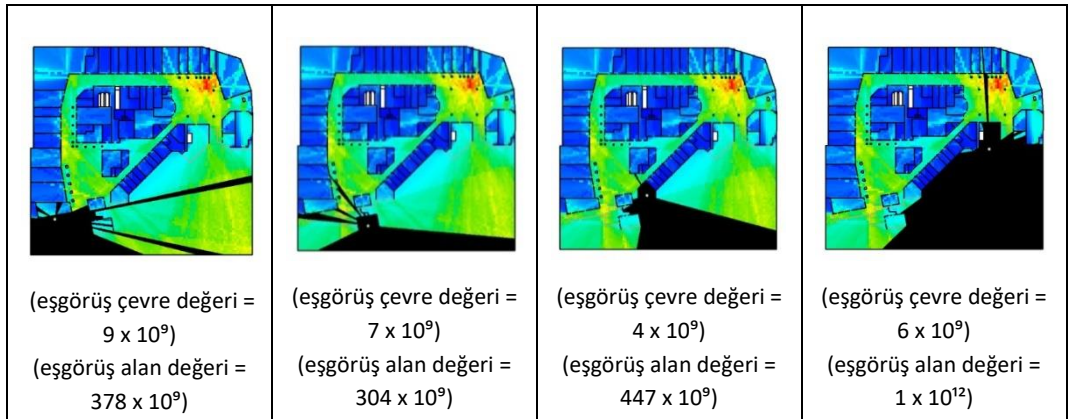 (eşgörüş çevre değeri =
9 x 10⁹)
(eşgörüş alan değeri =
378 x 10⁹)
(eşgörüş çevre değeri =
7 x 10⁹)
(eşgörüş alan değeri =
304 x 10⁹)
(eşgörüş çevre değeri =
4 x 10⁹)
(eşgörüş alan değeri =
447 x 10⁹)
(eşgörüş çevre değeri =
6 x 10⁹)
(eşgörüş alan değeri =
1 x 10¹²)